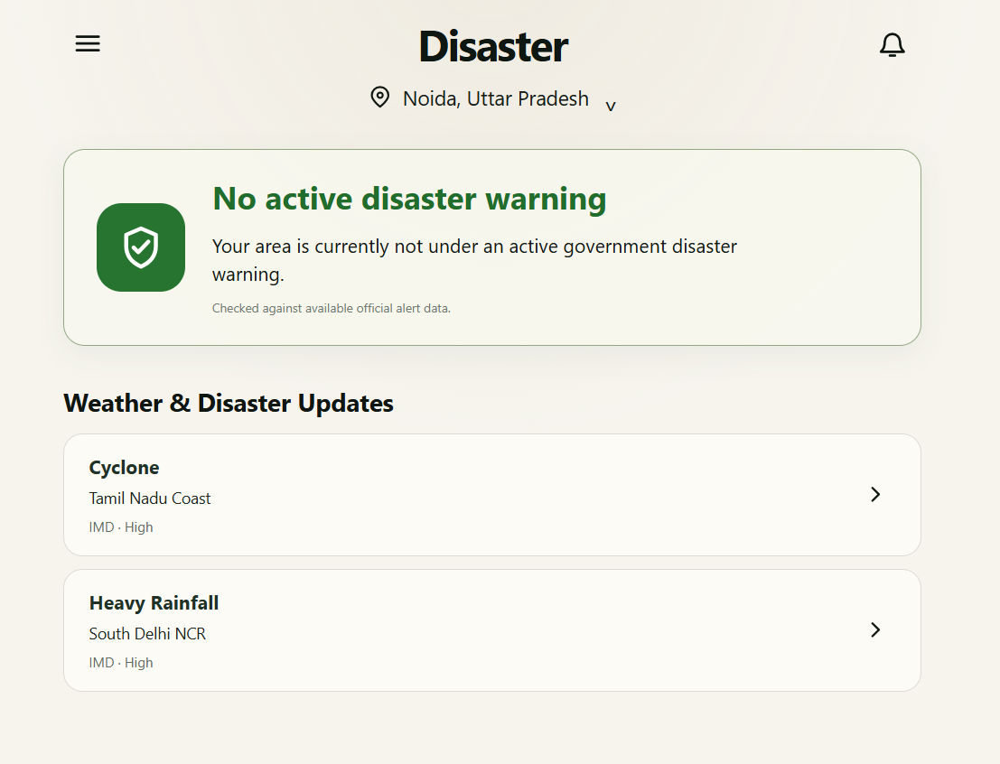 Disaster
Noida, Uttar Pradesh v
No active disaster warning
Your area is currently not under an active government disaster
warning.
Checked against available official alert data.
Weather & Disaster Updates
Cyclone
Tamil Nadu Coast
IMD · High
Heavy Rainfall
South Delhi NCR
IMD · High